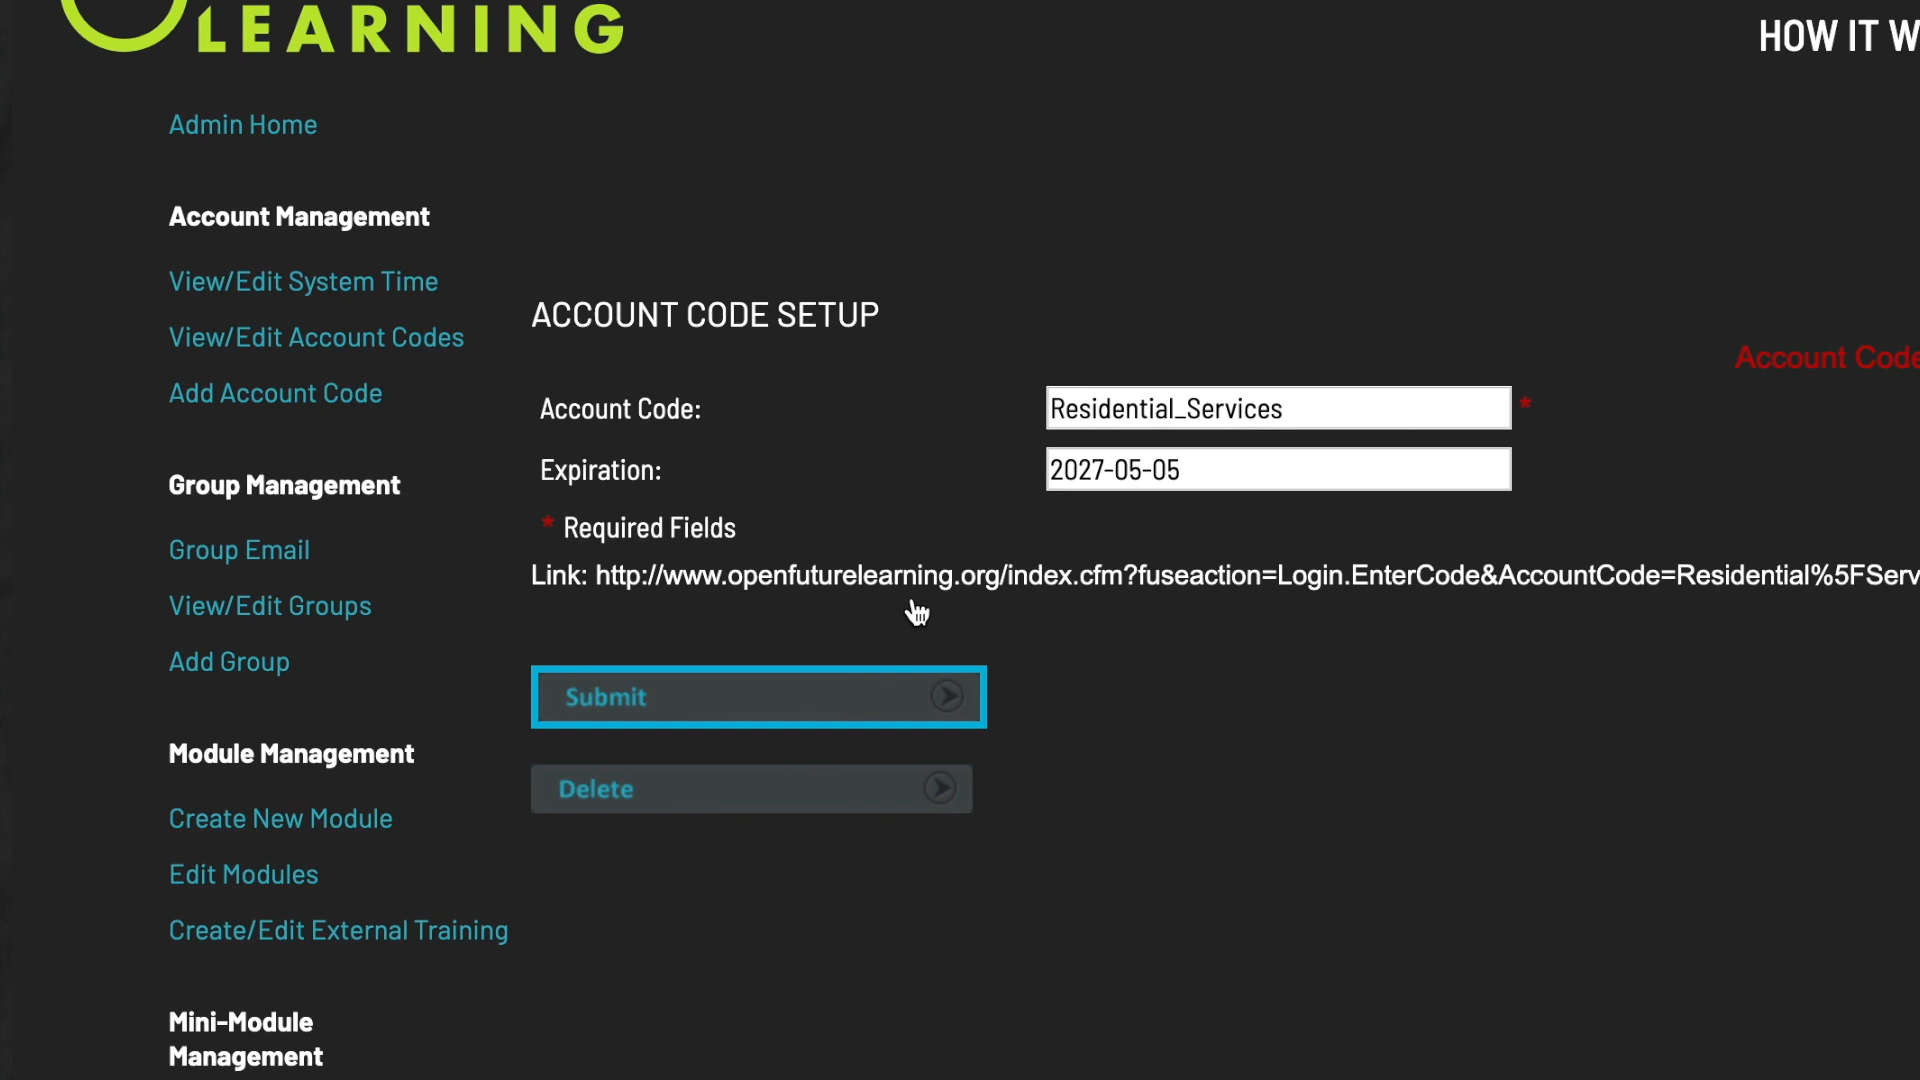 LEARNING
HOW IT W
Admin Home
Account Management
View/Edit System Time
View/Edit Account Codes
Add Account Code
Group Management
Group Email
View/Edit Groups
Add Group
Module Management
Create New Module
Edit Modules
Create/Edit External Training
Mini-Module
Management
ACCOUNT CODE SETUP
Account Code
Account Code: Residential_Services *
Expiration: 2027-05-05
* Required Fields
Link: http://www.openfuturelearning.org/index.cfm?fuseaction=Login.EnterCode&AccountCode=Residential%5FServ
Submit
Delete